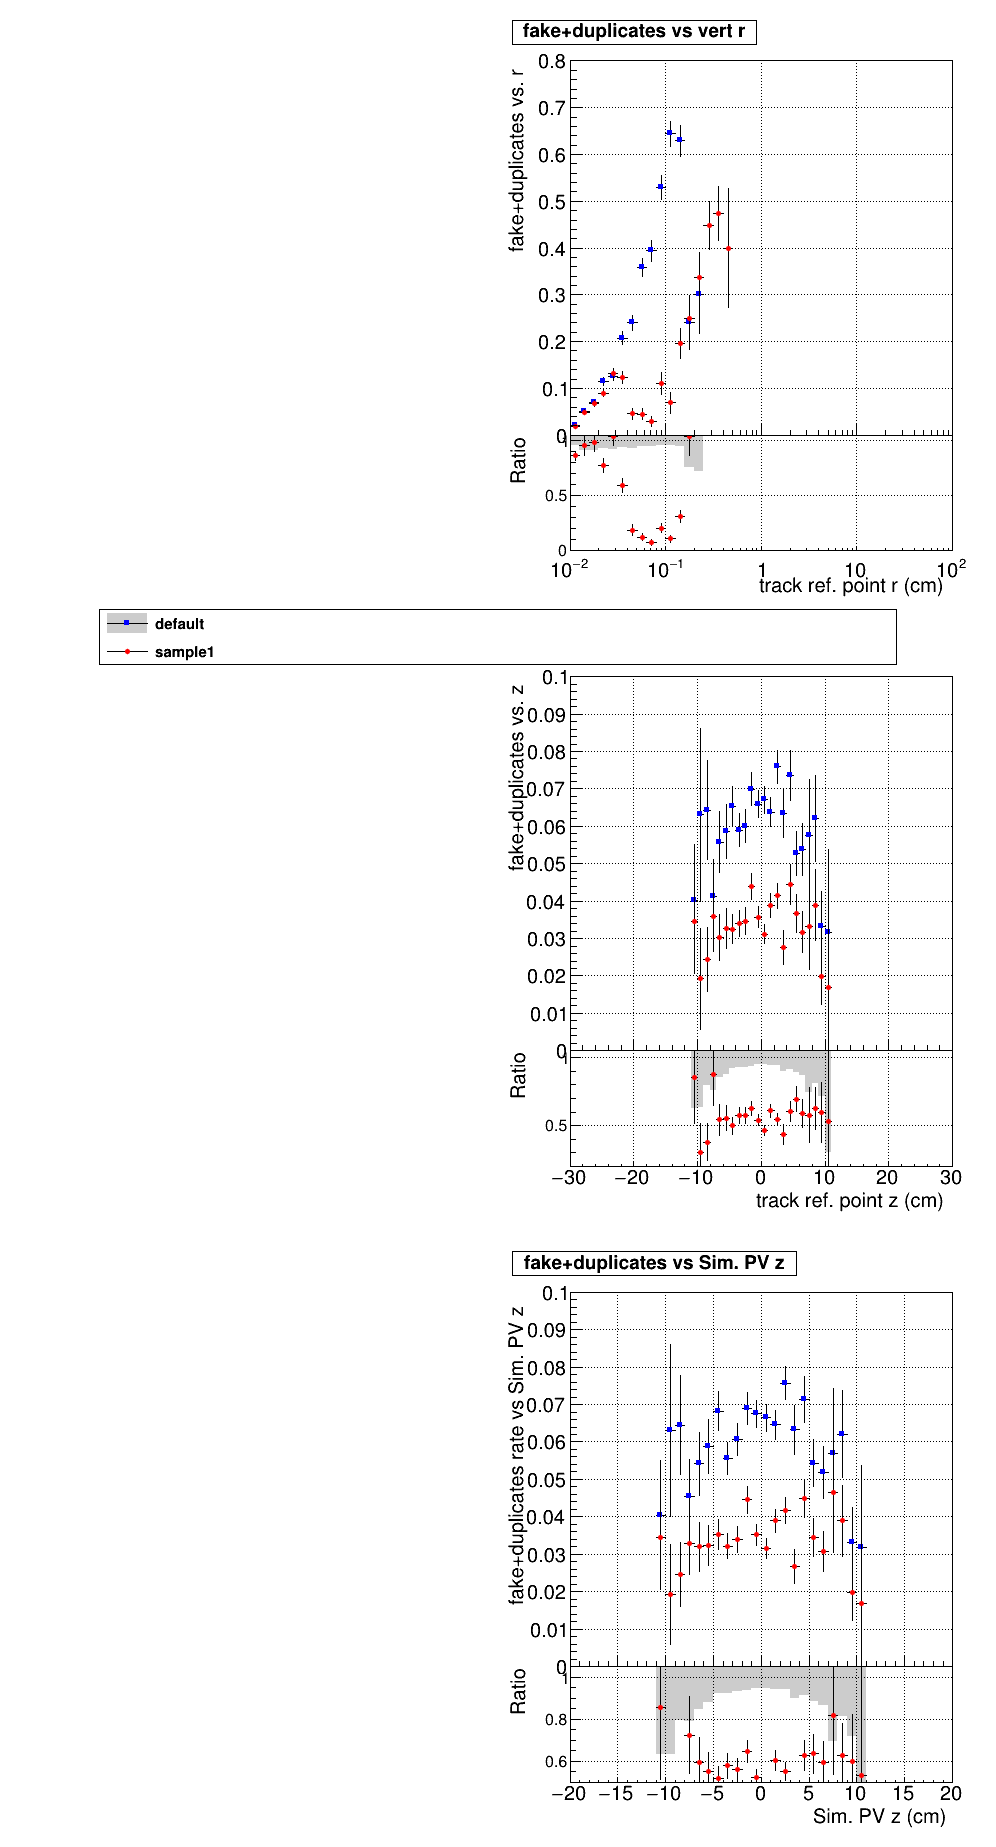 fake+duplicates vs vert r
fake+duplicates vs. r
0.8
0.7
0.6
0.5
0.4
0.3
0.2
0.1
0
Ratio
1
0.5
0
10−2 10−1 1 10 102
track ref. point r (cm)
default
sample1
fake+duplicates vs. z
0.1
0.09
0.08
0.07
0.06
0.05
0.04
0.03
0.02
0.01
0
Ratio
1
0.5
−30 −20 −10 0 10 20 30
track ref. point z (cm)
fake+duplicates vs Sim. PV z
fake+duplicates rate vs Sim. PV z
0.1
0.09
0.08
0.07
0.06
0.05
0.04
0.03
0.02
0.01
0
Ratio
1
0.8
0.6
−20 −15 −10 −5 0 5 10 15 20
Sim. PV z (cm)